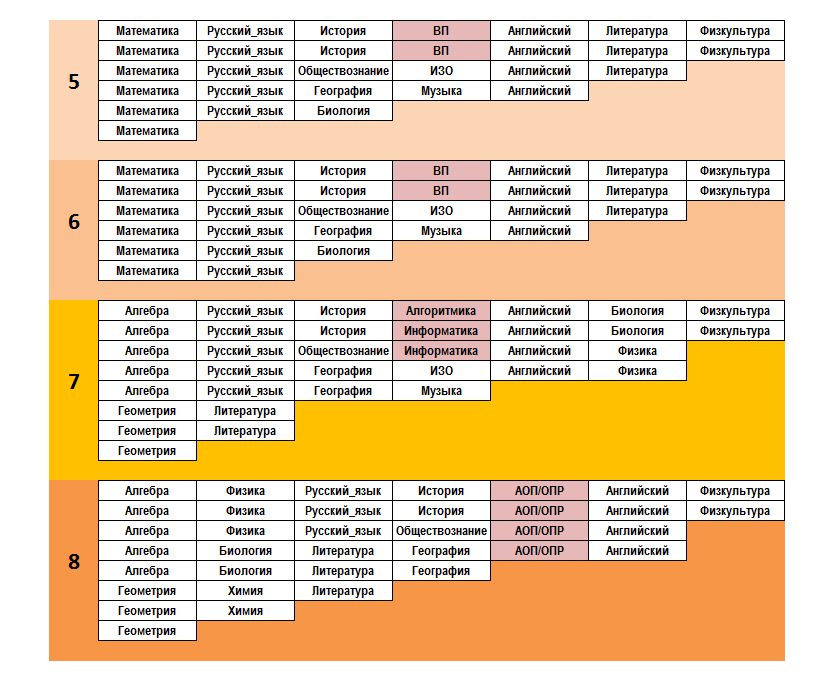 Математика Русский_язык История ВП Английский Литература Физкультура
Математика Русский_язык История ВП Английский Литература Физкультура
Математика Русский_язык Обществознание ИЗО Английский Литература
5
Математика Русский_язык География Музыка Английский
Математика Русский_язык Биология
Математика
Математика Русский_язык История ВП Английский Литература Физкультура
Математика Русский_язык История ВП Английский Литература Физкультура
Математика Русский_язык Обществознание ИЗО Английский Литература
6
Математика Русский_язык География Музыка Английский
Математика Русский_язык Биология
Математика Русский_язык
Алгебра Русский_язык История Алгоритмика Английский Биология Физкультура
Алгебра Русский_язык История Информатика Английский Биология Физкультура
Алгебра Русский_язык Обществознание Информатика Английский Физика
Алгебра Русский_язык География ИЗО Английский Физика
7
Алгебра Русский_язык География Музыка
Геометрия Литература
Геометрия Литература
Геометрия
Алгебра Физика Русский_язык История АОП/ОПР Английский Физкультура
Алгебра Физика Русский_язык История АОП/ОПР Английский Физкультура
Алгебра Физика Русский_язык Обществознание АОП/ОПР Английский
Алгебра Биология Литература География АОП/ОПР Английский
8
Алгебра Биология Литература География
Геометрия Химия Литература
Геометрия Химия
Геометрия